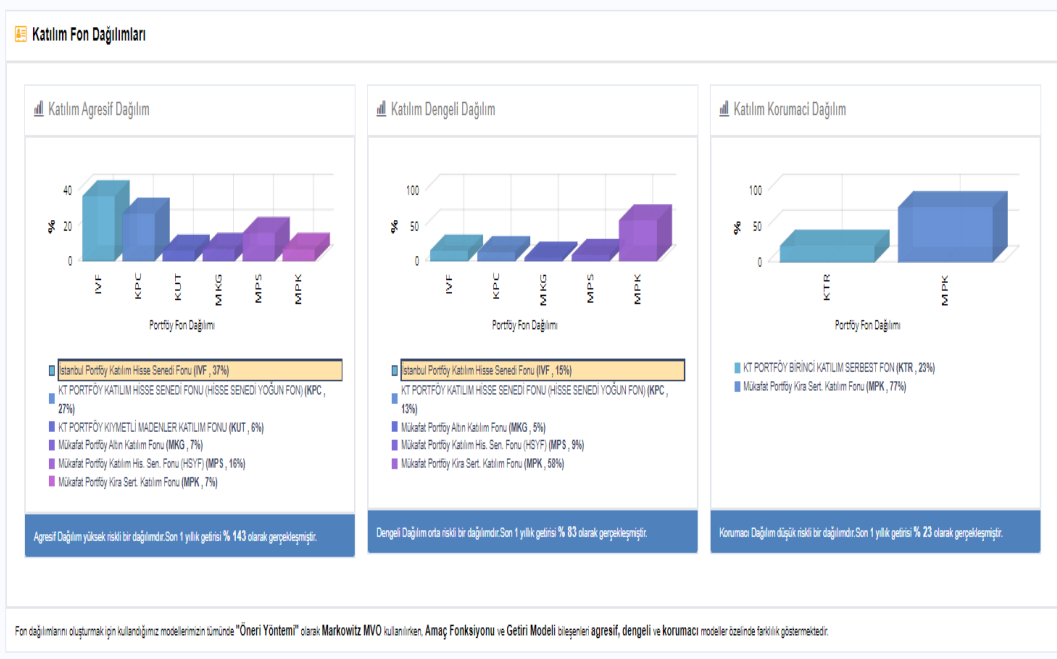 Katılım Fon Dağılımları
Katılım Agresif Dağılım
40
20
0
%
IVF
KPC
KUT
MKG
MPS
MPK
Portföy Fon Dağılımı
İstanbul Portföy Katılım Hisse Senedi Fonu (IVF , 37%)
KT PORTFÖY KATILIM HİSSE SENEDİ FONU (HİSSE SENEDİ YOĞUN FON) (KPC ,
27%)
KT PORTFÖY KIYMETLİ MADENLER KATILIM FONU (KUT , 6%)
Mükafat Portföy Altın Katılım Fonu (MKG , 7%)
Mükafat Portföy Katılım His. Sen. Fonu (HSYF) (MPS , 16%)
Mükafat Portföy Kira Sert. Katılım Fonu (MPK , 7%)
Agresif Dağılım yüksek riskli bir dağılımdır.Son 1 yıllık getirisi % 143 olarak gerçekleşmiştir.
Katılım Dengeli Dağılım
100
50
0
%
IVF
KPC
MKG
MPS
MPK
Portföy Fon Dağılımı
İstanbul Portföy Katılım Hisse Senedi Fonu (IVF , 15%)
KT PORTFÖY KATILIM HİSSE SENEDİ FONU (HİSSE SENEDİ YOĞUN FON) (KPC ,
13%)
Mükafat Portföy Altın Katılım Fonu (MKG , 5%)
Mükafat Portföy Katılım His. Sen. Fonu (HSYF) (MPS , 9%)
Mükafat Portföy Kira Sert. Katılım Fonu (MPK , 58%)
Dengeli Dağılım orta riskli bir dağılımdır.Son 1 yıllık getirisi % 83 olarak gerçekleşmiştir.
Katılım Korumaci Dağılım
100
50
0
%
KTR
MPK
Portföy Fon Dağılımı
KT PORTFÖY BİRİNCİ KATILIM SERBEST FON (KTR , 23%)
Mükafat Portföy Kira Sert. Katılım Fonu (MPK , 77%)
Korumacı Dağılım düşük riskli bir dağılımdır.Son 1 yıllık getirisi % 23 olarak gerçekleşmiştir.
Fon dağılımlarını oluşturmak için kullandığımız modellerimizin tümünde "Öneri Yöntemi" olarak Markowitz MVO kullanılırken, Amaç Fonksiyonu ve Getiri Modeli bileşenleri agresif, dengeli ve korumacı modeller özelinde farklılık göstermektedir.